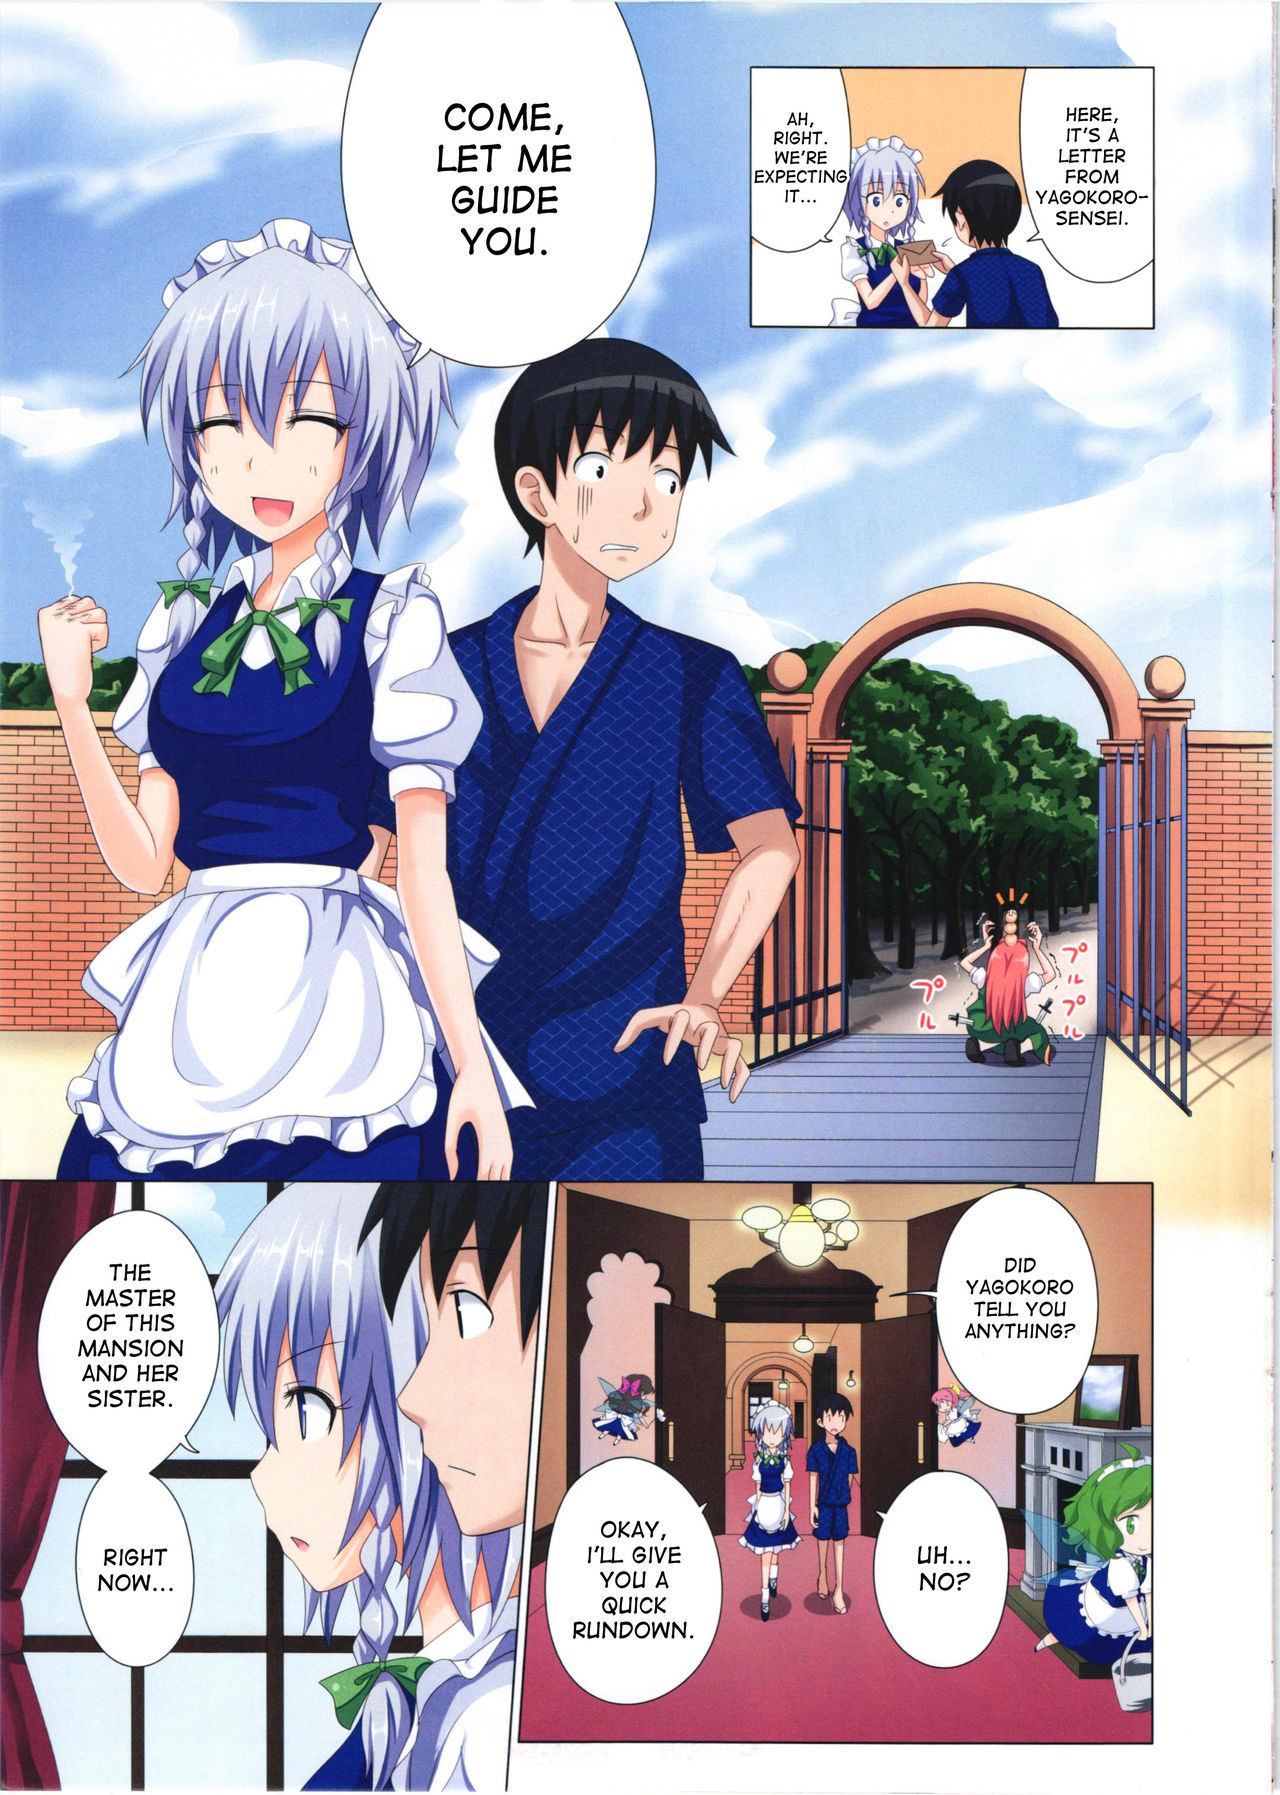 HERE,
IT'S A
LETTER
FROM
YAGOKORO-
SENSEI.
AH,
RIGHT.
WE'RE
EXPECTING
IT...
COME,
LET ME
GUIDE
YOU.
プルプル
プルプル
DID
YAGOKORO
TELL YOU
ANYTHING?
UH...
NO?
OKAY,
I'LL GIVE
YOU A
QUICK
RUNDOWN.
THE
MASTER
OF THIS
MANSION
AND HER
SISTER.
RIGHT
NOW...